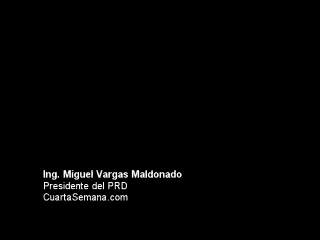 Ing. Miguel Vargas Maldonado
Presidente del PRD
CuartaSemana.com